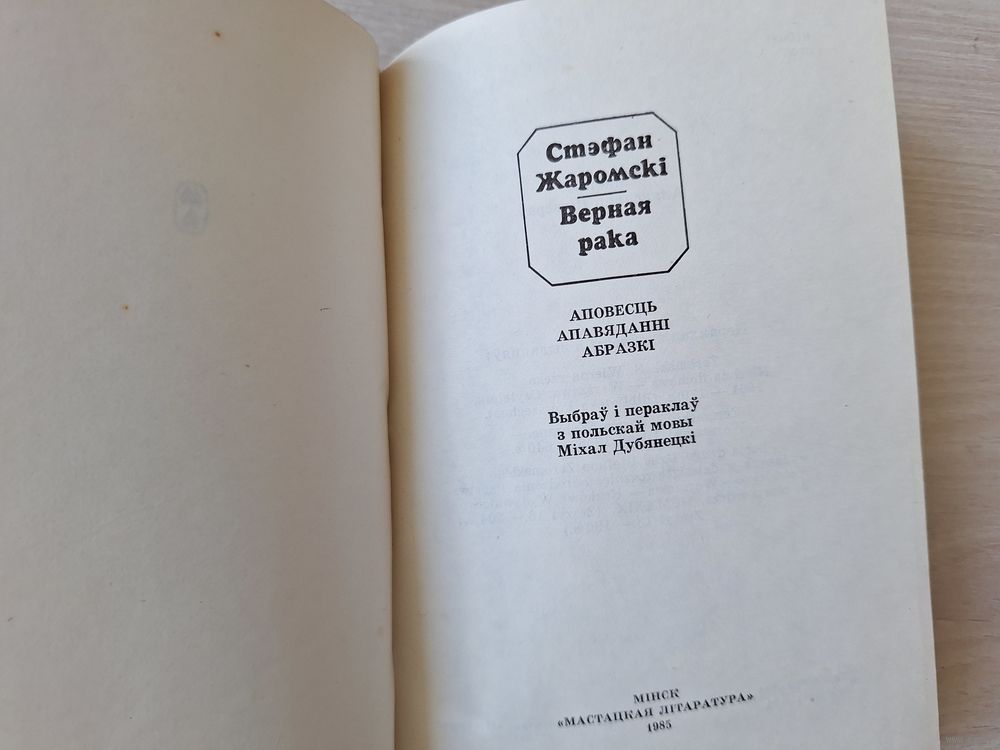 Стэфан
Жаромскі
Верная
рака
АПОВЕСЦЬ
АПАВЯДАННІ
АБРАЗКІ
Выбраў і пераклаў
з польскай мовы
Міхал Дубянецкі
МІНСК
«МАСТАЦКАЯ ЛІТАРАТУРА»
1985